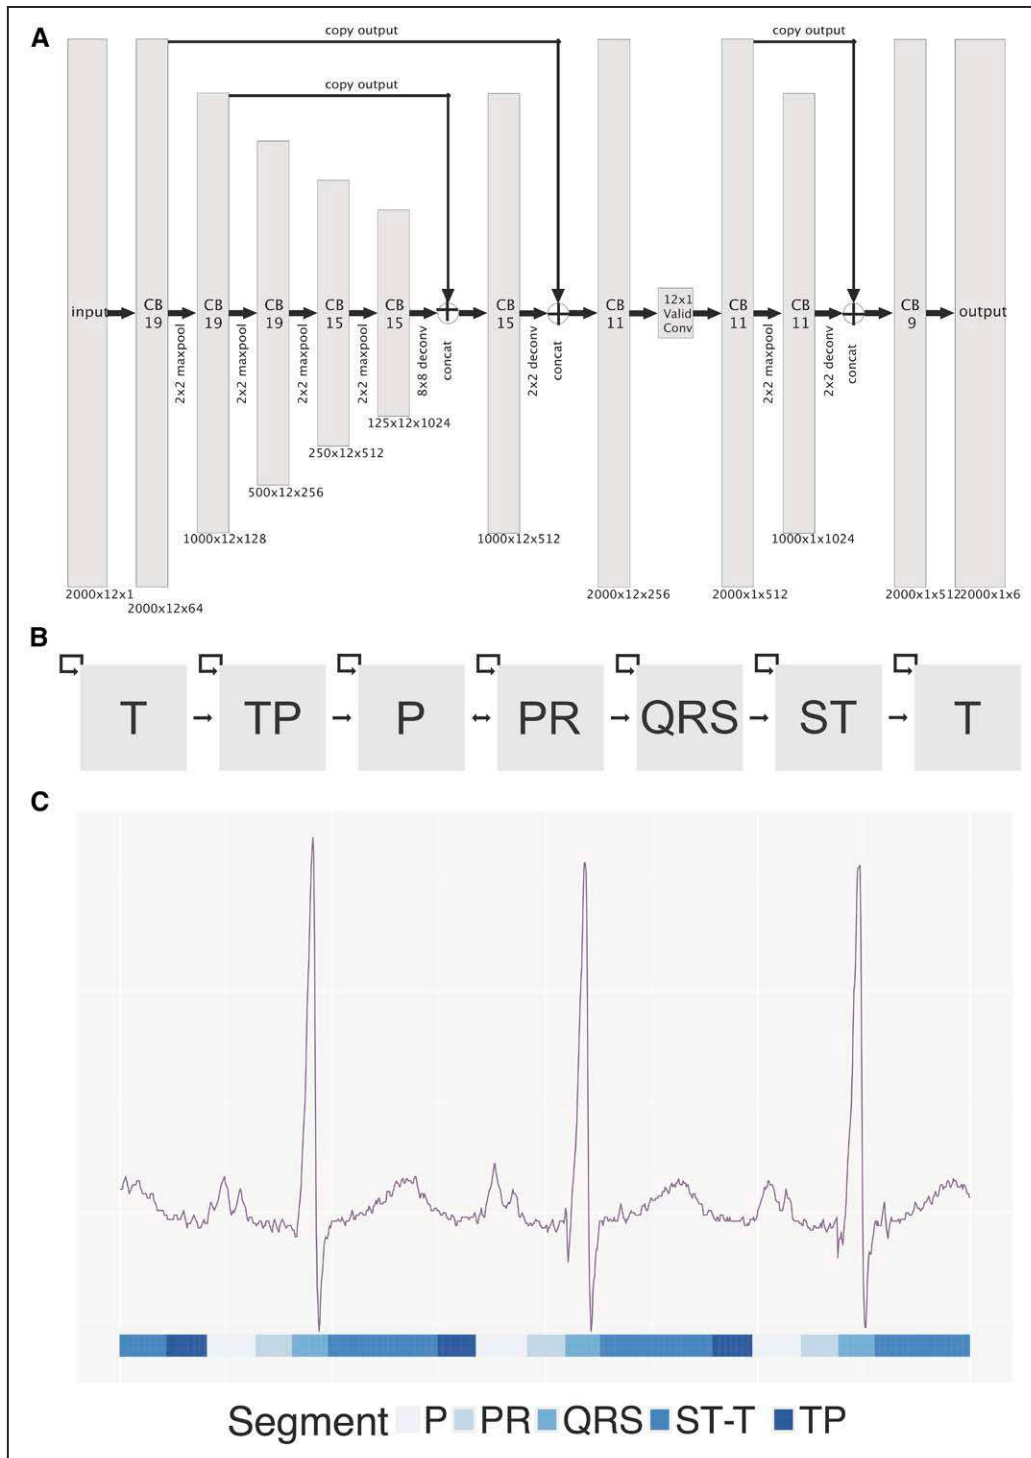 A
copy output
copy output
copy output
input
CB
19
2x2 maxpool
CB
19
2x2 maxpool
CB
19
2x2 maxpool
CB
15
2x2 maxpool
CB
15
8x8 deconv
concat
CB
15
2x2 deconv
concat
CB
11
12x1
Valid
Conv
CB
11
2x2 maxpool
CB
11
2x2 deconv
concat
CB
9
output
125x12x1024
250x12x512
500x12x256
1000x12x128
1000x12x512
1000x1x1024
2000x12x1
2000x12x64
2000x12x256
2000x1x512
2000x1x512
2000x1x6
B
T
TP
P
PR
QRS
ST
T
C
Segment P PR QRS ST-T TP